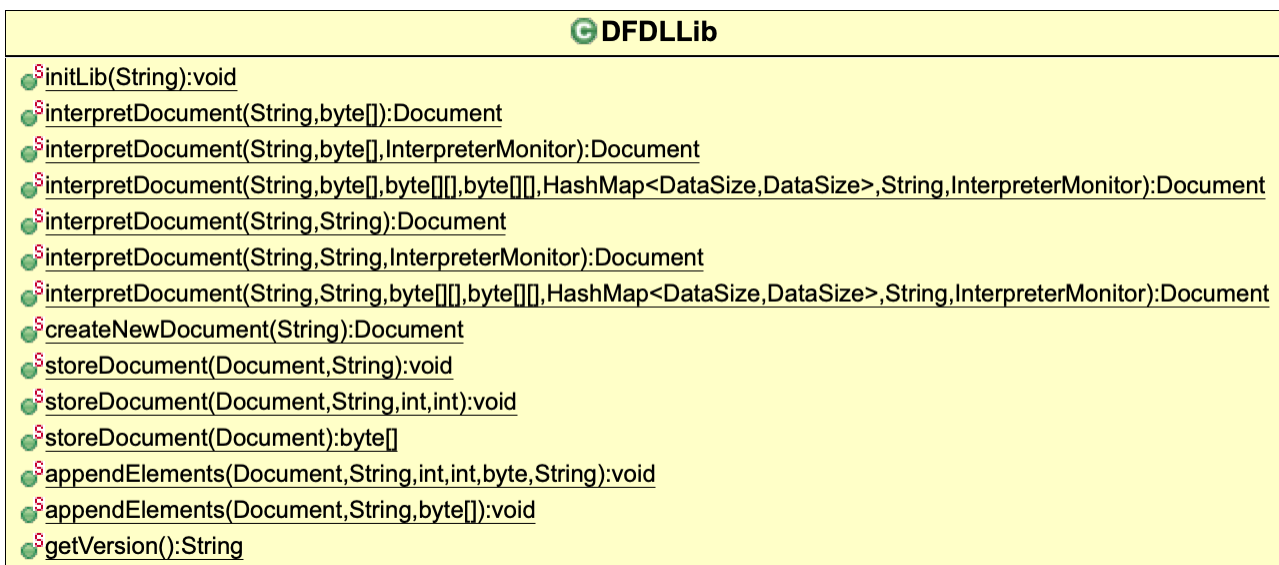 C DFDLLib
S initLib(String):void
S interpretDocument(String,byte[]):Document
S interpretDocument(String,byte[],InterpreterMonitor):Document
S interpretDocument(String,byte[],byte[][],byte[][],HashMap<DataSize,DataSize>,String,InterpreterMonitor):Document
S interpretDocument(String,String):Document
S interpretDocument(String,String,InterpreterMonitor):Document
S interpretDocument(String,String,byte[][],byte[][],HashMap<DataSize,DataSize>,String,InterpreterMonitor):Document
S createNewDocument(String):Document
S storeDocument(Document,String):void
S storeDocument(Document,String,int,int):void
S storeDocument(Document):byte[]
S appendElements(Document,String,int,int,byte,String):void
S appendElements(Document,String,byte[]):void
S getVersion():String